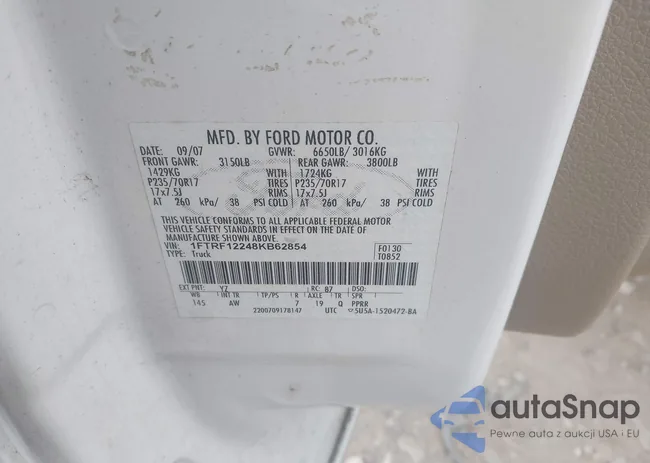 MFD. BY FORD MOTOR CO.
DATE: 09/07 GVWR: 6650LB/ 3016KG
FRONT GAWR: 3150LB REAR GAWR: 3800LB
1429KG WITH 1724KG WITH
P235/70R17 TIRES P235/70R17 TIRES
17x7.5J RIMS 17x7.5J RIMS
AT 260 kPa/ 38 PSI COLD AT 260 kPa/ 38 PSI COLD
THIS VEHICLE CONFORMS TO ALL APPLICABLE FEDERAL MOTOR
VEHICLE SAFETY STANDARDS IN EFFECT ON THE DATE OF
MANUFACTURE SHOWN ABOVE.
VIN: 1FTRF12248KB62854 F0130
TYPE: Truck T0852
EXT PNT: YZ RC: 87 DSO:
WB INT TR TP/PS R AXLE TR SPR
145 AW 7 19 Q PPRR
2200709178147 UTC 5U5A-1520472-BA
autoSnap
Pewne auta z aukcji USA i EU